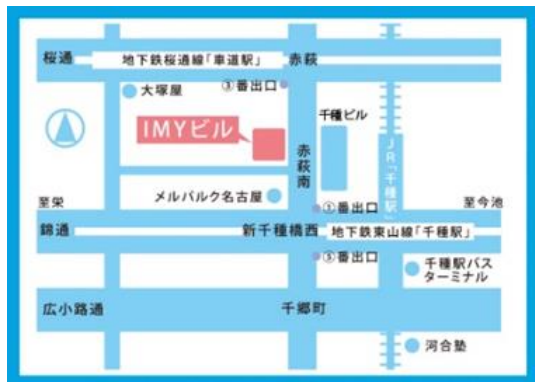 桜通
地下鉄桜通線「車道駅」
赤萩
大塚屋
③番出口
千種ビル
IMYビル
赤萩南
JR「千種駅」
メルパルク名古屋
至栄
①番出口
至今池
錦通
新千種橋西
地下鉄東山線「千種駅」
⑤番出口
千種駅バス
ターミナル
広小路通
千郷町
河合塾